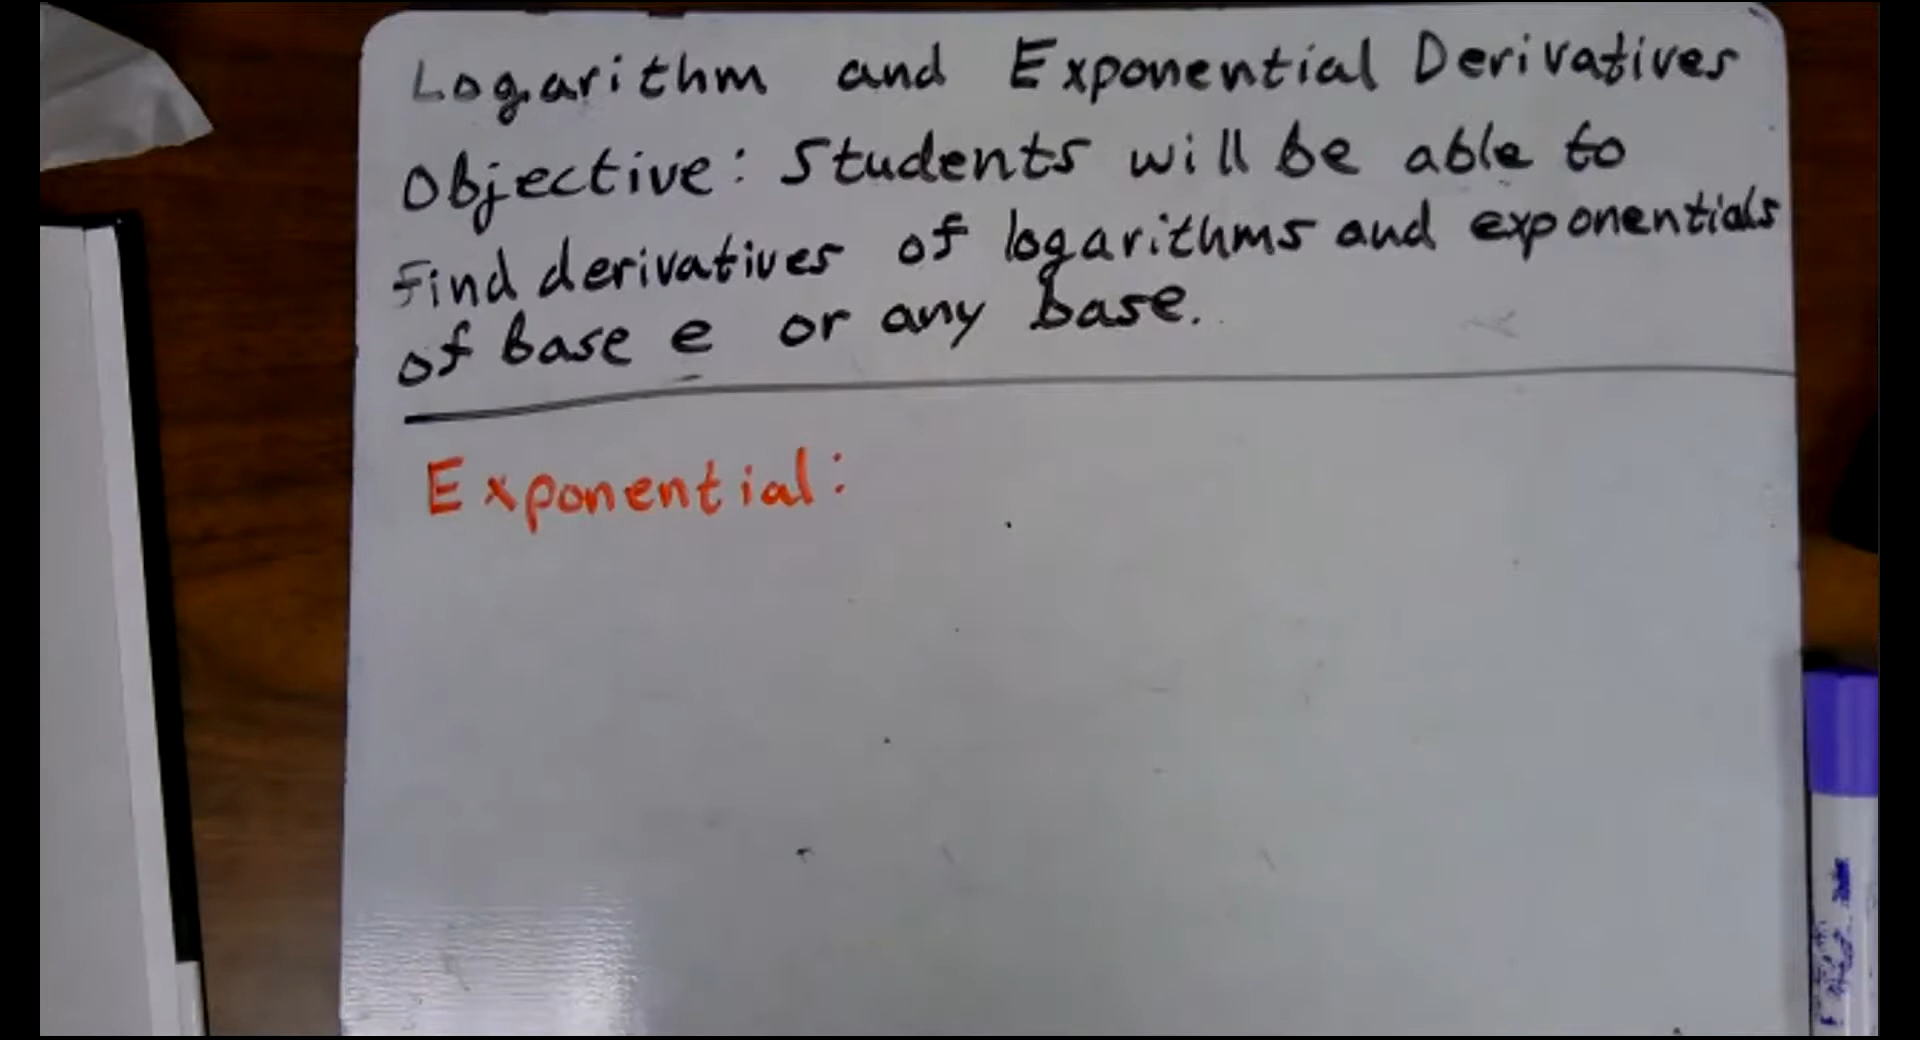 Logarithm and Exponential Derivatives
Objective: Students will be able to
Find derivatives of logarithms and exponentials
of base e or any base.
Exponential: